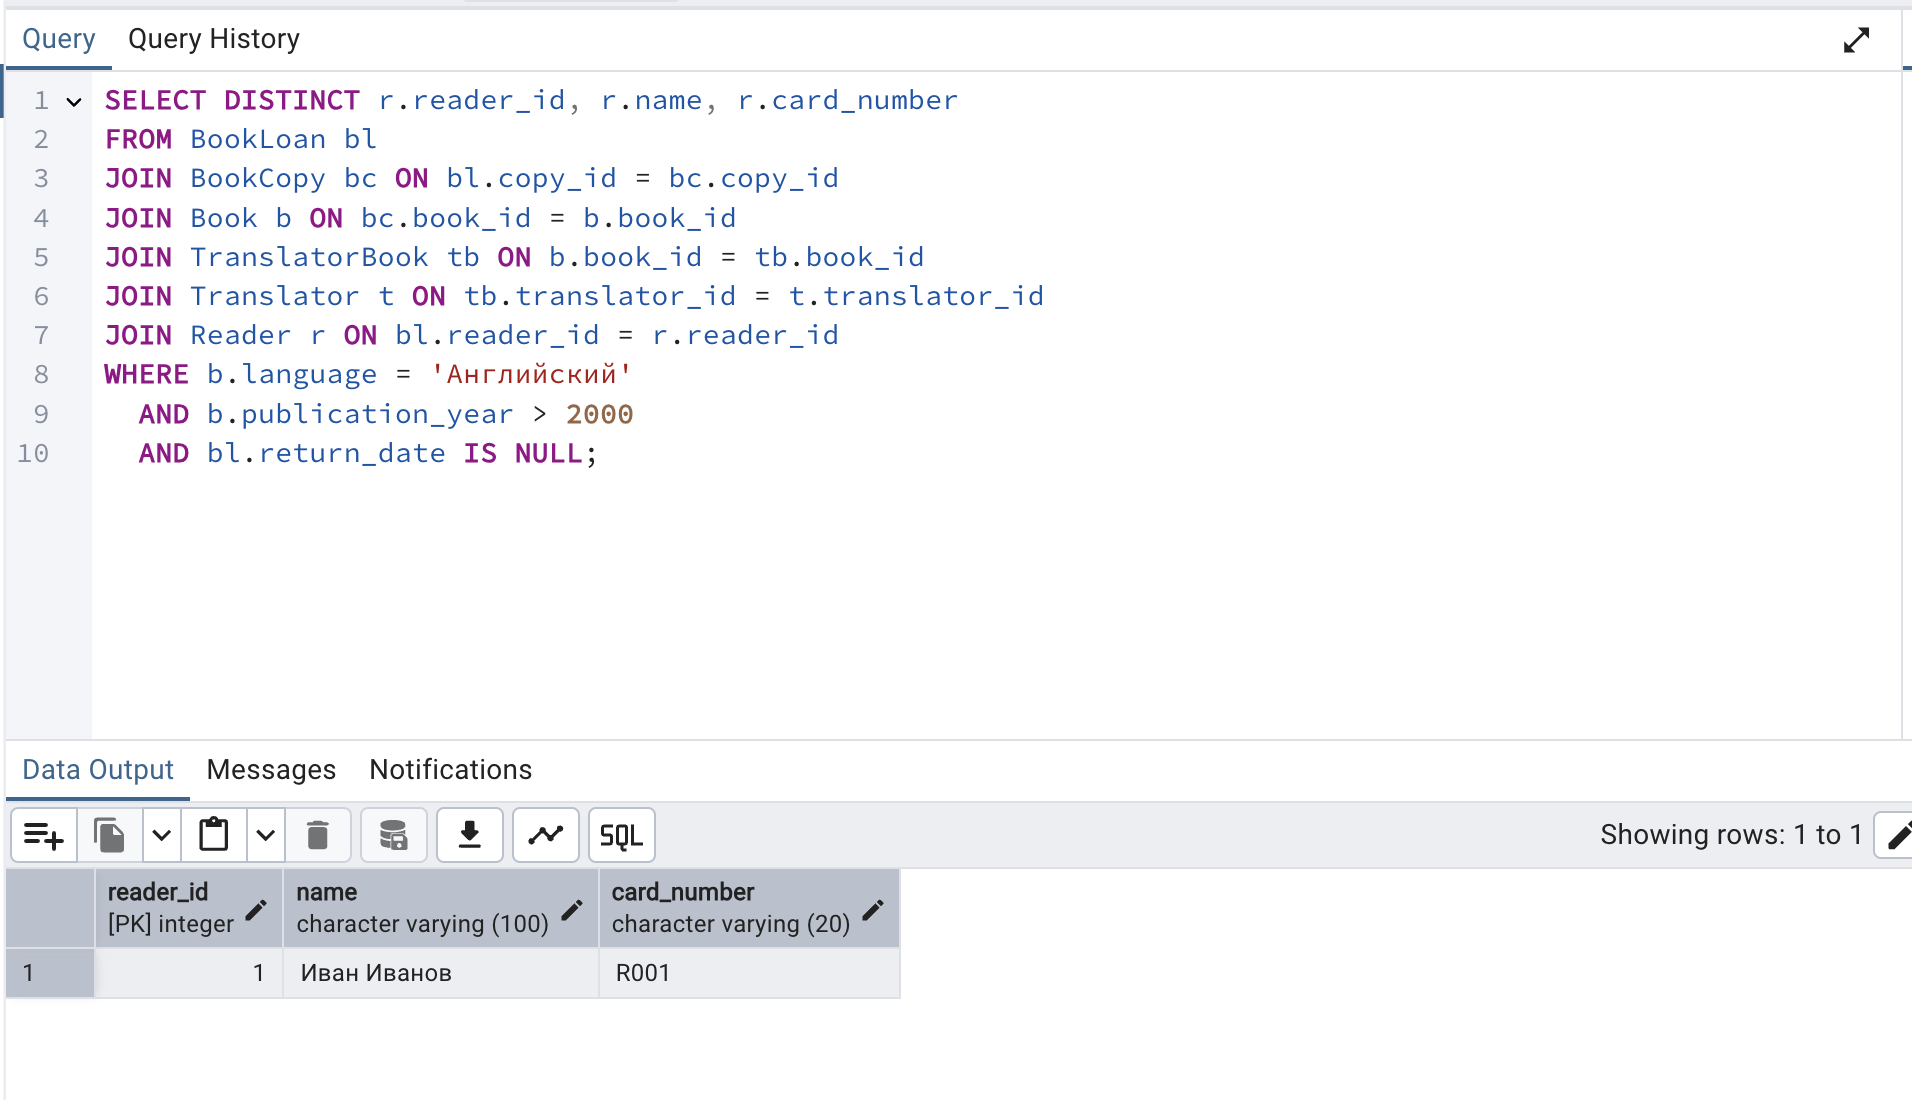 Query Query History
1 SELECT DISTINCT r.reader_id, r.name, r.card_number
2 FROM BookLoan bl
3 JOIN BookCopy bc ON bl.copy_id = bc.copy_id
4 JOIN Book b ON bc.book_id = b.book_id
5 JOIN TranslatorBook tb ON b.book_id = tb.book_id
6 JOIN Translator t ON tb.translator_id = t.translator_id
7 JOIN Reader r ON bl.reader_id = r.reader_id
8 WHERE b.language = 'Английский'
9 AND b.publication_year > 2000
10 AND bl.return_date IS NULL;
Data Output Messages Notifications
SQL Showing rows: 1 to 1
reader_id name card_number
[PK] integer character varying (100) character varying (20)
1 1 Иван Иванов R001